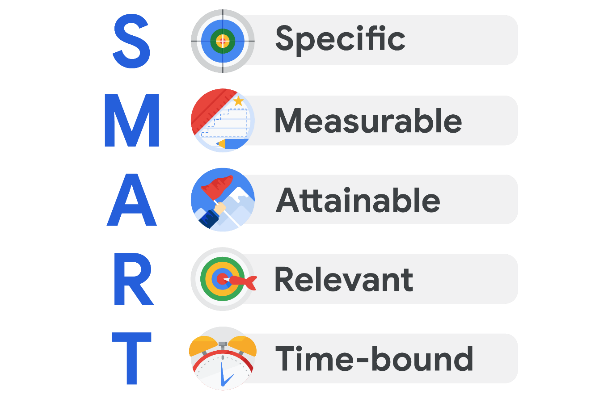 S Specific
M Measurable
A Attainable
R Relevant
T Time-bound